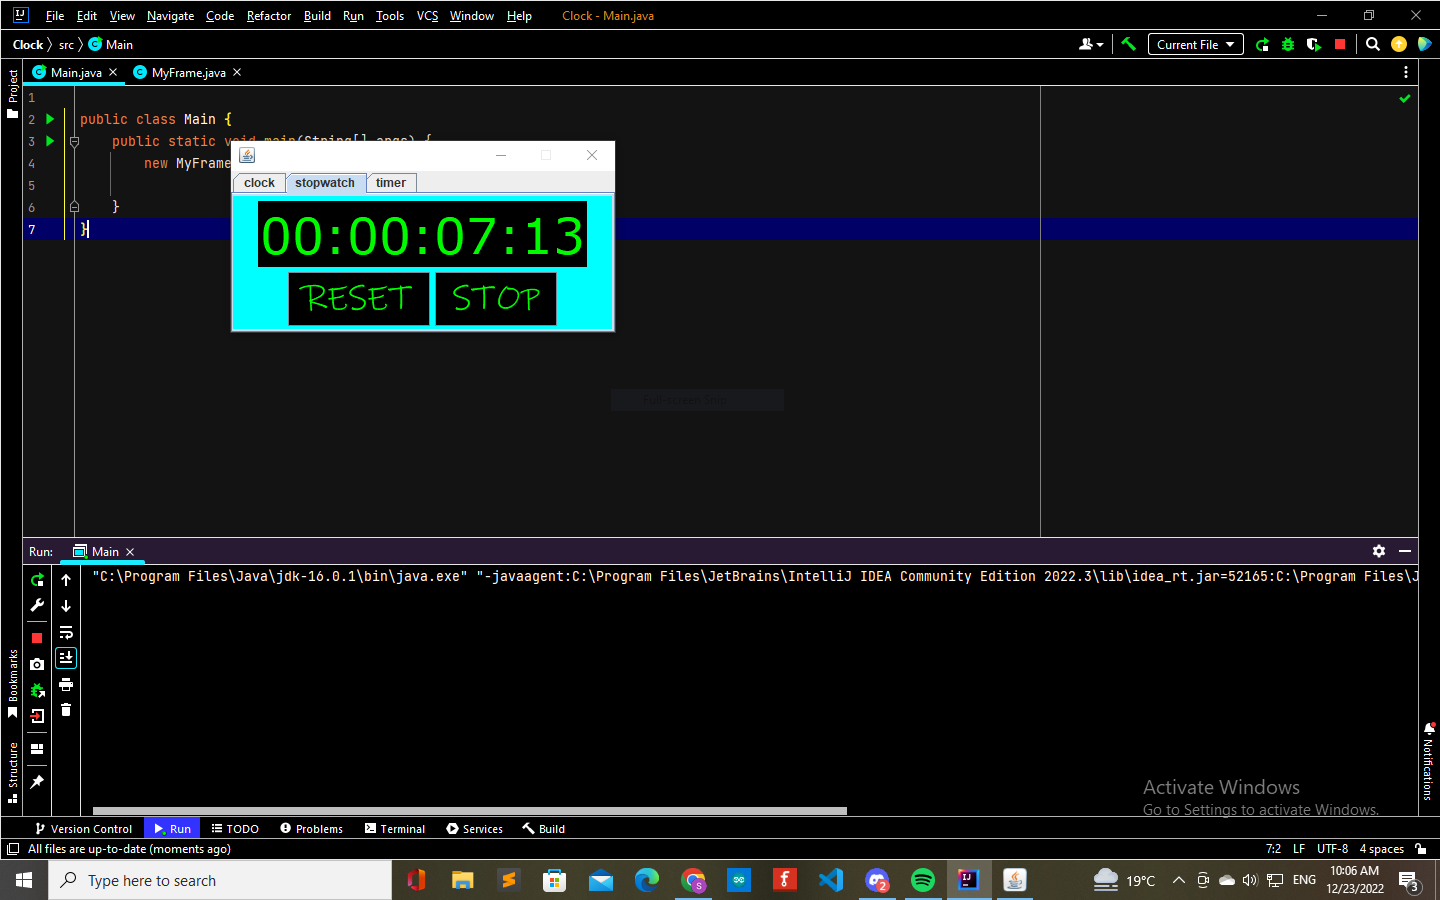 File Edit View Navigate Code Refactor Build Run Tools VCS Window Help Clock - Main.java
Clock src Main
Current File
Main.java MyFrame.java
Project
1
2 public class Main {
3 public static void main(String[] args) {
4 new MyFrame
5
6 }
7 }
clock stopwatch timer
00:00:07:13
RESET STOP
Run: Main
"C:\Program Files\Java\jdk-16.0.1\bin\java.exe" "-javaagent:C:\Program Files\JetBrains\IntelliJ IDEA Community Edition 2022.3\lib\idea_rt.jar=52165:C:\Program Files\J
Bookmarks
Structure
Notifications
Activate Windows
Go to Settings to activate Windows.
Version Control Run TODO Problems Terminal Services Build
All files are up-to-date (moments ago) 7:2 LF UTF-8 4 spaces
Type here to search
S
2
19°C ENG
10:06 AM
12/23/2022
3